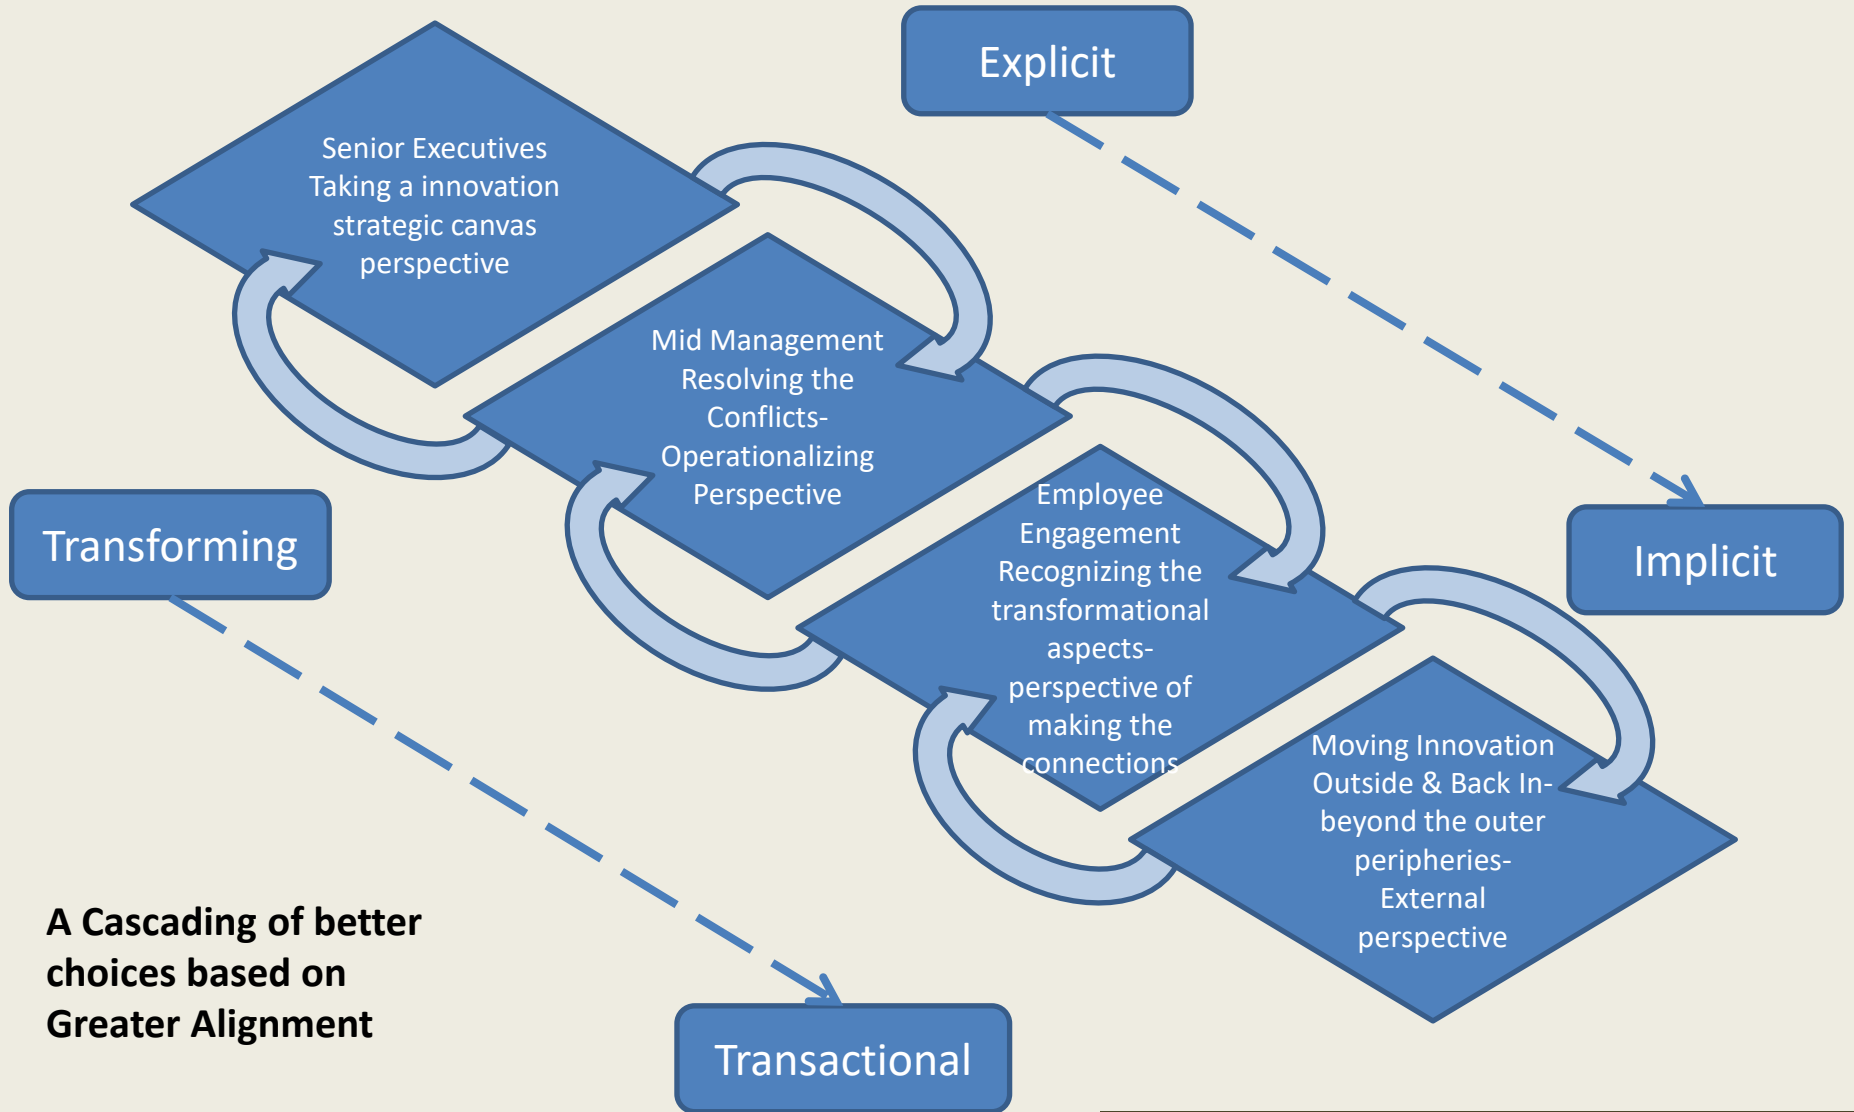 Explicit
Senior Executives
Taking a innovation
strategic canvas
perspective
Mid Management
Resolving the
Conflicts-
Operationalizing
Perspective
Employee
Engagement
Recognizing the
transformational
aspects-
perspective of
making the
connections
Transforming
Implicit
Moving Innovation
Outside & Back In-
beyond the outer
peripheries-
External
perspective
A Cascading of better
choices based on
Greater Alignment
Transactional